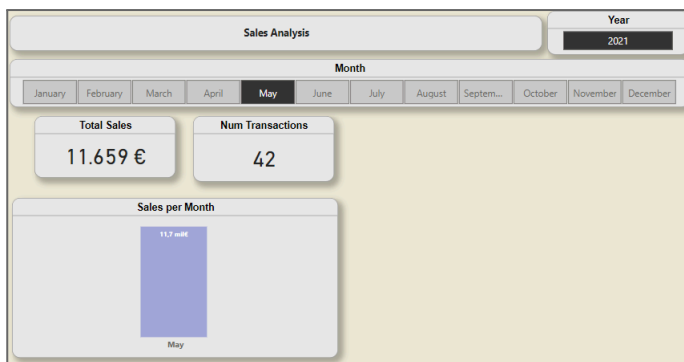 Sales Analysis
Year
2021
Month
January February March April May June July August Septem... October November December
Total Sales
11.659 €
Num Transactions
42
Sales per Month
11,7 mil€
May